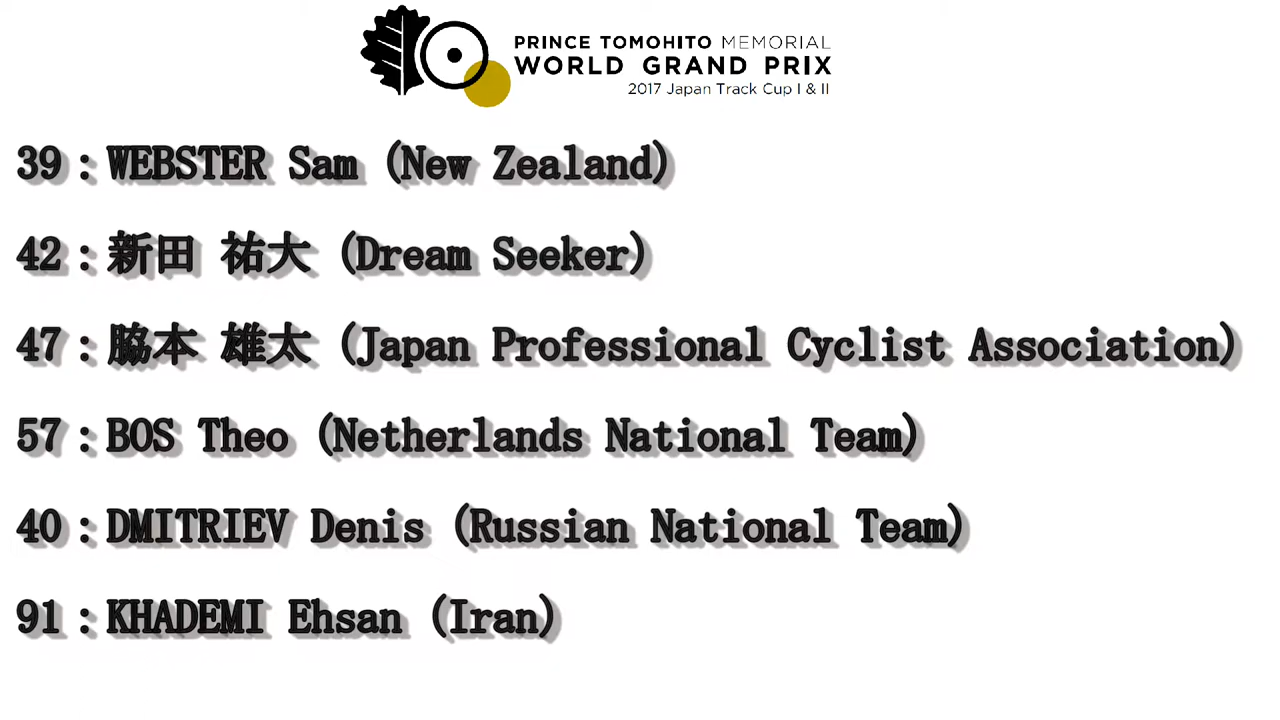 PRINCE TOMOHITO MEMORIAL
WORLD GRAND PRIX
2017 Japan Track Cup I & II
39：WEBSTER Sam (New Zealand)
42：新田 祐大 (Dream Seeker)
47：脇本 雄太 (Japan Professional Cyclist Association)
57：BOS Theo (Netherlands National Team)
40：DMITRIEV Denis (Russian National Team)
91：KHADEMI Ehsan (Iran)